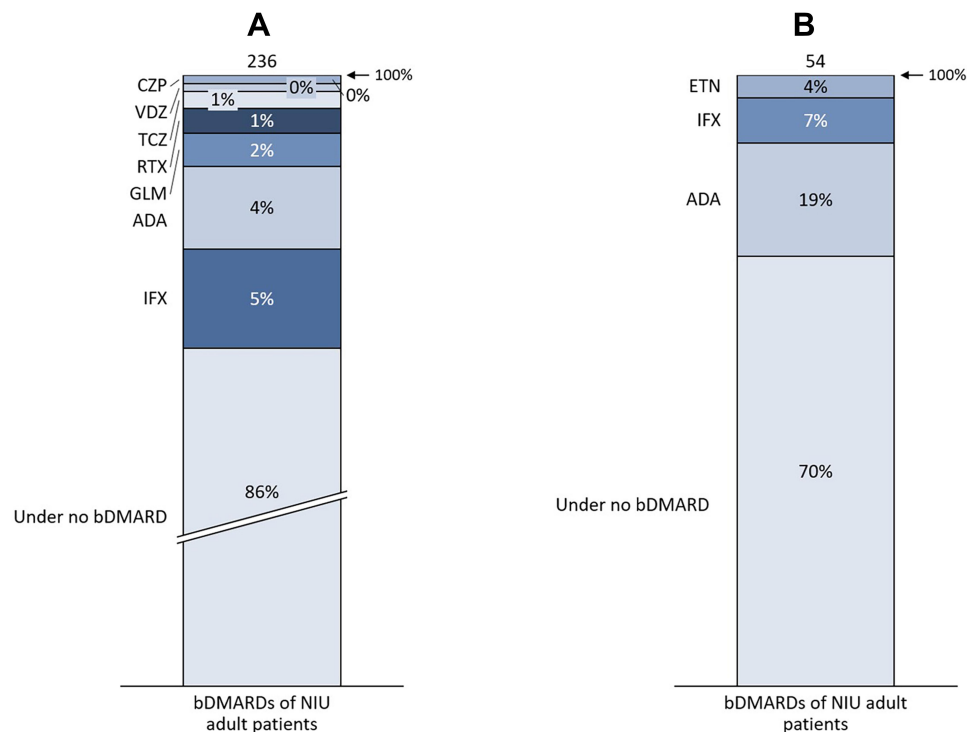 A
236
100%
CZP
0%
0%
VDZ
1%
TCZ
1%
RTX
2%
GLM
ADA
4%
IFX
5%
86%
Under no bDMARD
bDMARDs of NIU
adult patients
B
54
100%
ETN
4%
IFX
7%
ADA
19%
70%
Under no bDMARD
bDMARDs of NIU adult
patients